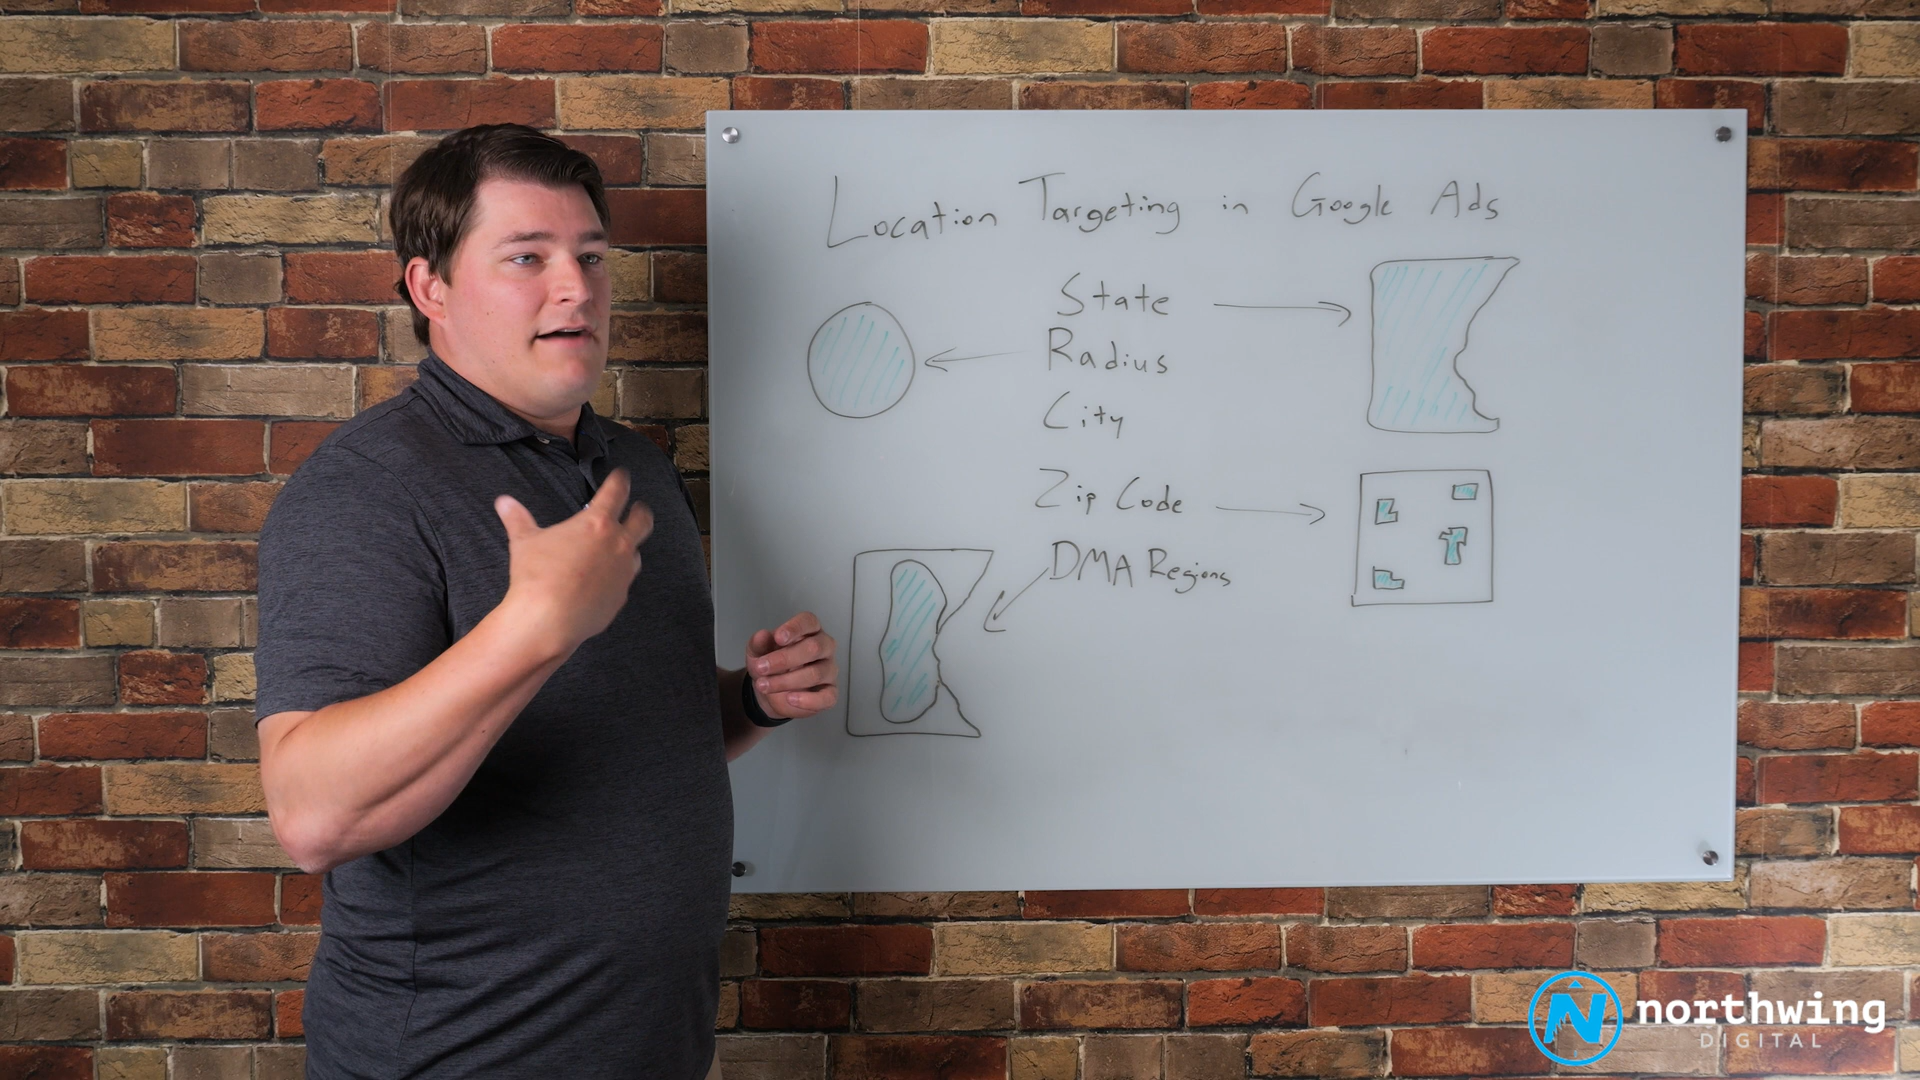 Location Targeting in Google Ads
State
Radius
City
Zip Code
DMA Regions
northwing
DIGITAL